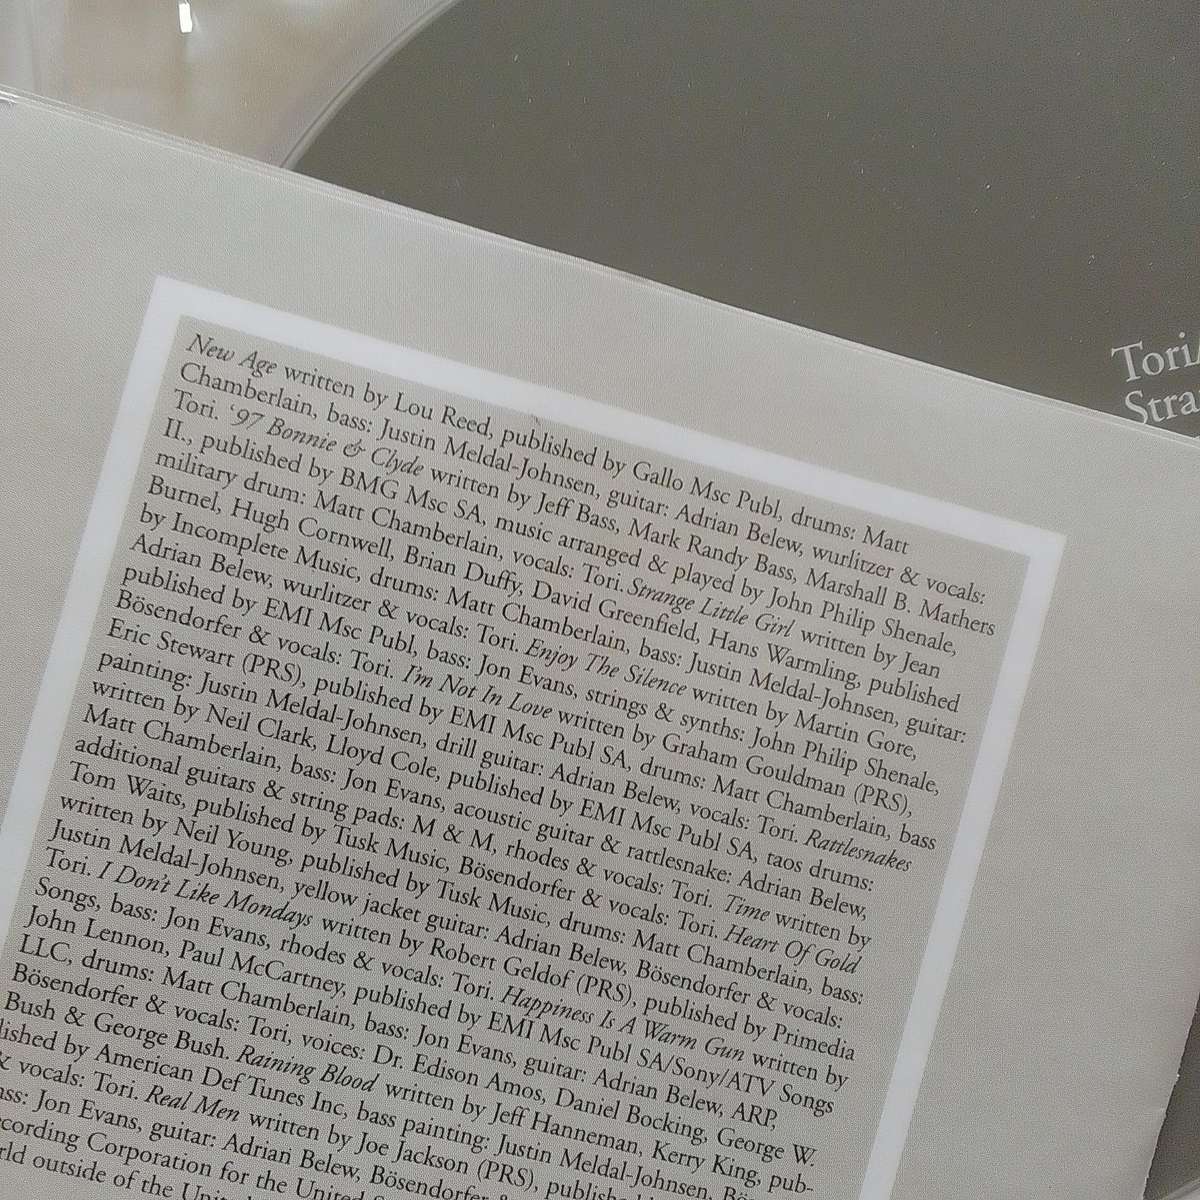 Tori
Stra
New Age written by Lou Reed, published by Gallo Msc Publ, drums: Matt
Chamberlain, bass: Justin Meldal-Johnsen, guitar: Adrian Belew, wurlitzer & vocals:
Tori. ‘97 Bonnie & Clyde written by Jeff Bass, Mark Randy Bass, Marshall B. Mathers
II., published by BMG Msc SA, music arranged & played by John Philip Shenale,
military drum: Matt Chamberlain, vocals: Tori. Strange Little Girl written by Jean
Burnel, Hugh Cornwell, Brian Duffy, David Greenfield, Hans Warmling, published
by Incomplete Music, drums: Matt Chamberlain, bass: Justin Meldal-Johnsen, guitar:
Adrian Belew, wurlitzer & vocals: Tori. Enjoy The Silence written by Martin Gore,
published by EMI Msc Publ, bass: Jon Evans, strings & synths: John Philip Shenale,
Bösendorfer & vocals: Tori. I'm Not In Love written by Graham Gouldman (PRS),
Eric Stewart (PRS), published by EMI Msc Publ SA, drums: Matt Chamberlain, bass
painting: Justin Meldal-Johnsen, drill guitar: Adrian Belew, vocals: Tori. Rattlesnakes
written by Neil Clark, Lloyd Cole, published by EMI Msc Publ SA, taos drums:
Matt Chamberlain, bass: Jon Evans, acoustic guitar & rattlesnake: Adrian Belew,
additional guitars & string pads: M & M, rhodes & vocals: Tori. Time written by
Tom Waits, published by Tusk Music, Bösendorfer & vocals: Tori. Heart Of Gold
written by Neil Young, published by Tusk Music, drums: Matt Chamberlain, bass:
Justin Meldal-Johnsen, yellow jacket guitar: Adrian Belew, Bösendorfer & vocals:
Tori. I Don't Like Mondays written by Robert Geldof (PRS), published by Primedia
Songs, bass: Jon Evans, rhodes & vocals: Tori. Happiness Is A Warm Gun written by
John Lennon, Paul McCartney, published by EMI Msc Publ SA/Sony/ATV Songs
LLC, drums: Matt Chamberlain, bass: Jon Evans, guitar: Adrian Belew, ARP,
Bösendorfer & vocals: Tori, voices: Dr. Edison Amos, Daniel Bocking, George W.
Bush & George Bush. Raining Blood written by Jeff Hanneman, Kerry King, pub-
lished by American Def Tunes Inc, bass painting: Justin Meldal-Johnsen, Bös
& vocals: Tori. Real Men written by Joe Jackson (PRS), published
ass: Jon Evans, guitar: Adrian Belew, Bösendorfer &
cording Corporation for the United S
rld outside of the United